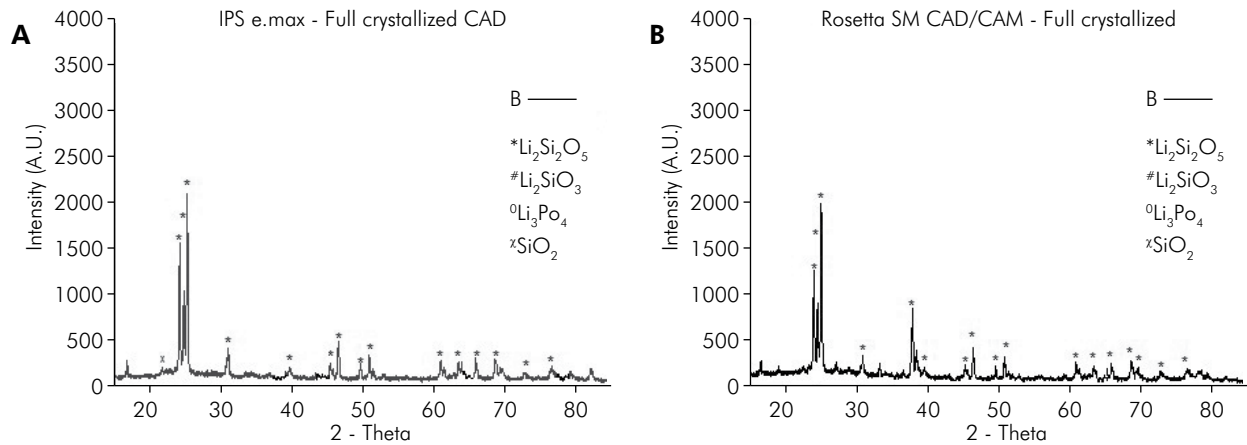 A
IPS e.max - Full crystallized CAD
4000
3500
3000
2500
2000
1500
1000
500
0
Intensity (A.U.)
B
*Li₂Si₂O₅
#Li₂SiO₃
⁰Li₃Po₄
ᵡSiO₂
* * * χ * * * * * * * * * * * *
20 30 40 50 60 70 80
2 - Theta
B
Rosetta SM CAD/CAM - Full crystallized
4000
3500
3000
2500
2000
1500
1000
500
0
Intensity (A.U.)
B
*Li₂Si₂O₅
#Li₂SiO₃
⁰Li₃Po₄
ᵡSiO₂
* * * * * * * * * * * * * * * * *
20 30 40 50 60 70 80
2 - Theta